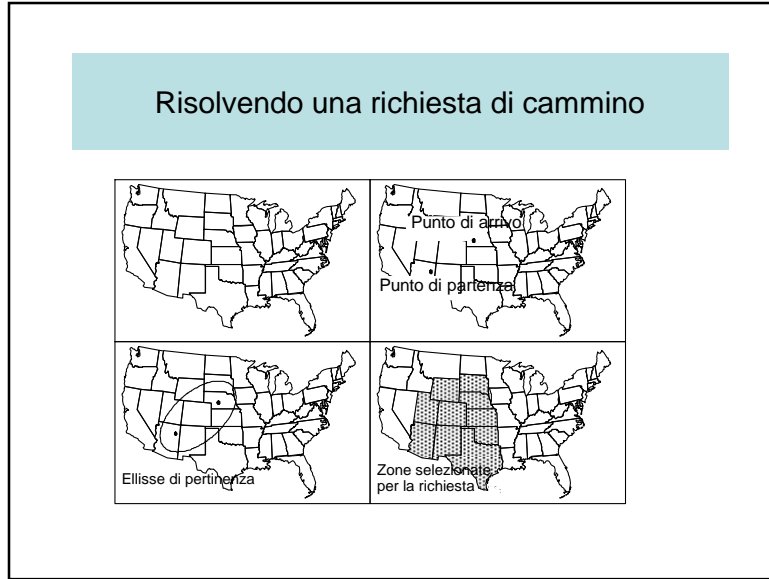 Risolvendo una richiesta di cammino
Punto di arrivo
Punto di partenza
Ellisse di pertinenza
Zone selezionate
per la richiesta